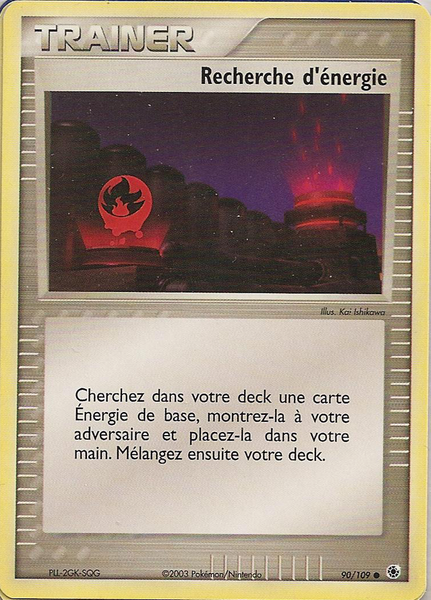 TRAINER
Recherche d'énergie
Illus. Kai Ishikawa
Cherchez dans votre deck une carte
Énergie de base, montrez-la à votre
adversaire et placez-la dans votre
main. Mélangez ensuite votre deck.
PLL-2GK-SQG ©2003 Pokémon/Nintendo 90/109